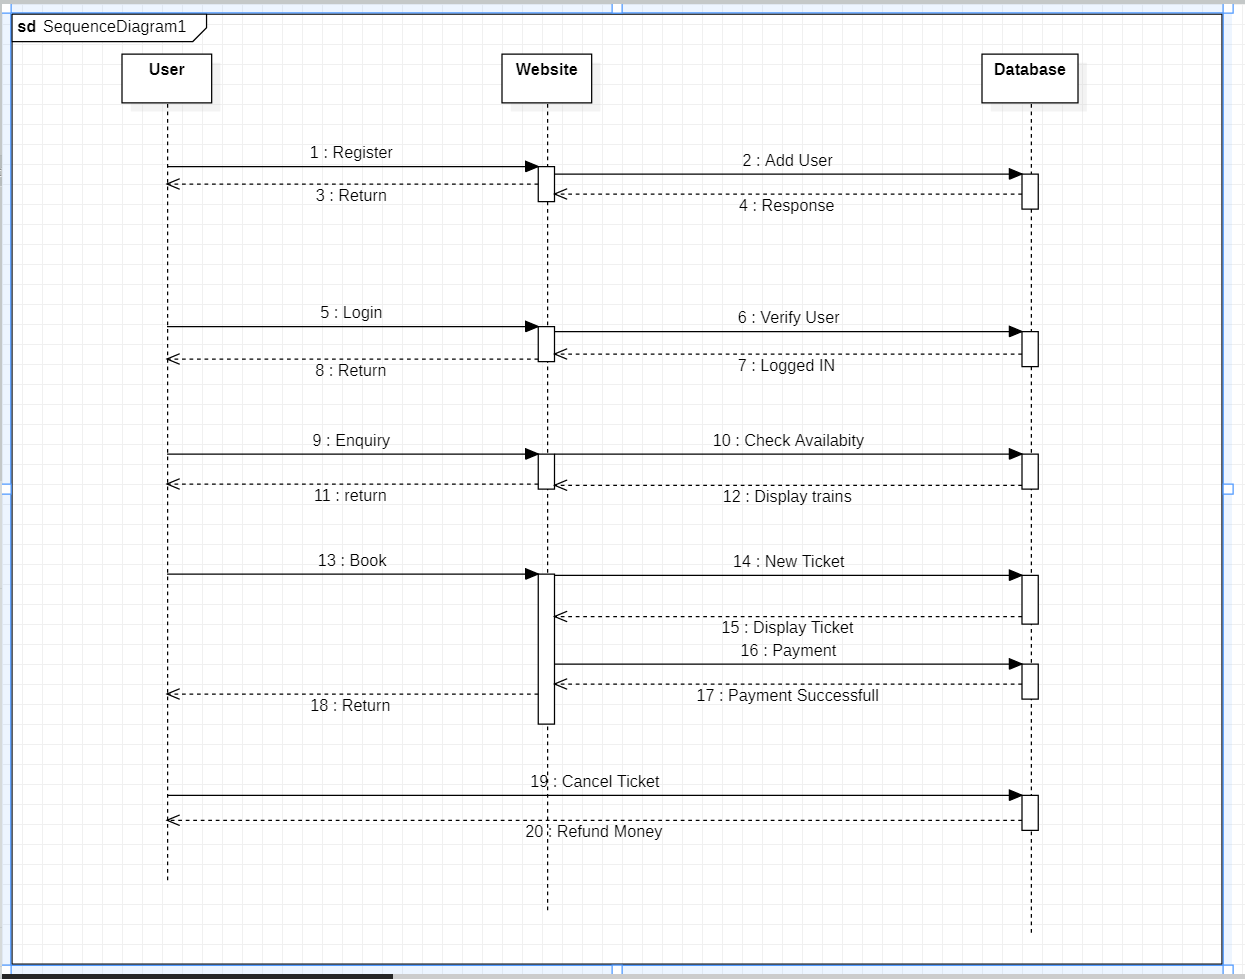 sd SequenceDiagram1
User
Website
Database
1 : Register
2 : Add User
3 : Return
4 : Response
5 : Login
6 : Verify User
7 : Logged IN
8 : Return
9 : Enquiry
10 : Check Availabity
11 : return
12 : Display trains
13 : Book
14 : New Ticket
15 : Display Ticket
16 : Payment
17 : Payment Successfull
18 : Return
19 : Cancel Ticket
20 : Refund Money